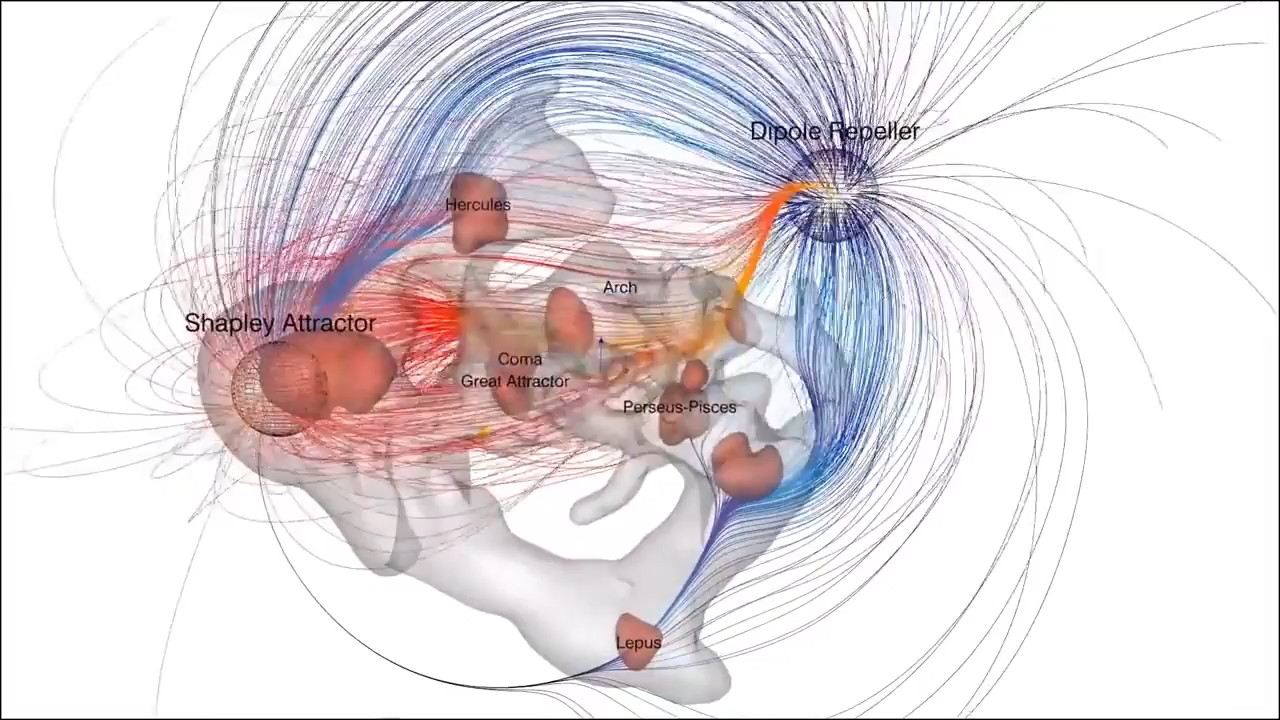 Dipole Repeller
Hercules
Arch
Shapley Attractor
Coma
Great Attractor
Perseus-Pisces
Lepus